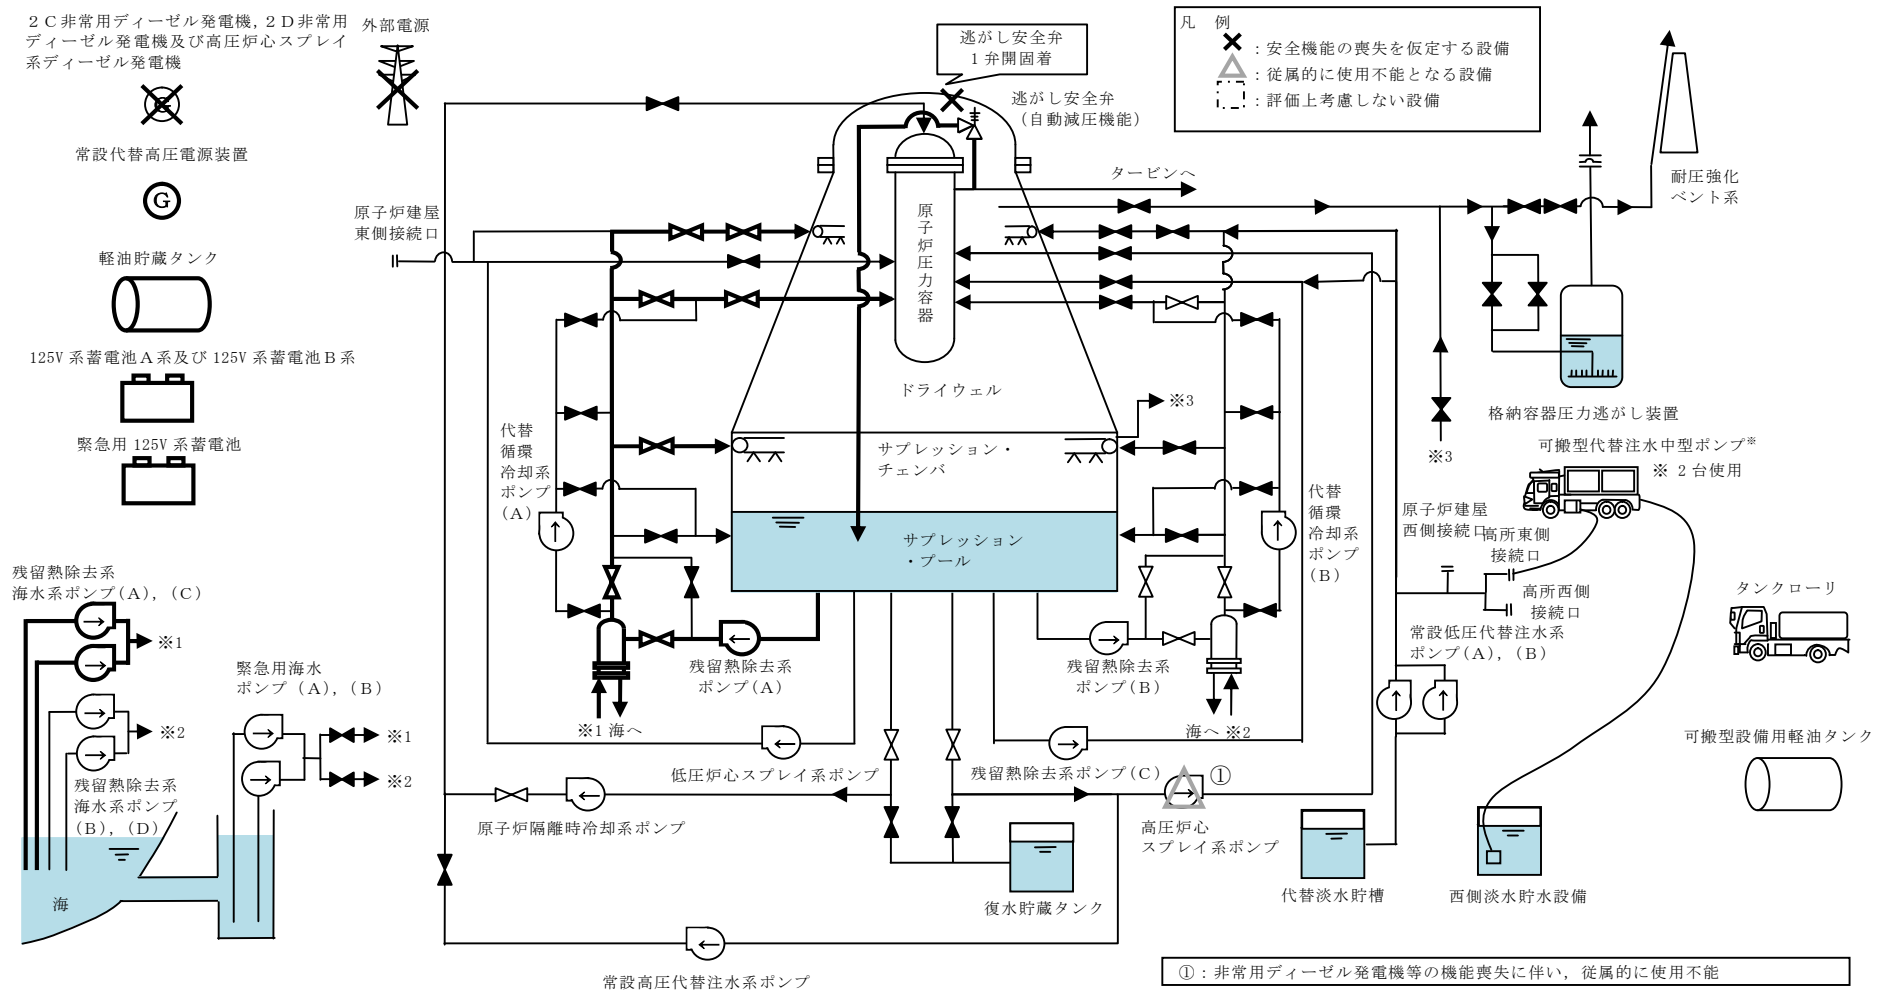 ２Ｃ非常用ディーゼル発電機，２Ｄ非常用
ディーゼル発電機及び高圧炉心スプレイ
系ディーゼル発電機
外部電源
G
常設代替高圧電源装置
G
軽油貯蔵タンク
125V 系蓄電池Ａ系及び 125V 系蓄電池Ｂ系
緊急用 125V 系蓄電池
逃がし安全弁
１弁開固着
逃がし安全弁
（自動減圧機能）
凡　例
：安全機能の喪失を仮定する設備
：従属的に使用不能となる設備
：評価上考慮しない設備
タービンへ
耐圧強化
ベント系
原子炉建屋
東側接続口
原子炉圧力容器
ドライウェル
※3
サプレッション・
チェンバ
サプレッション
・プール
代替
循環
冷却系
ポンプ
（Ａ）
代替
循環
冷却系
ポンプ
（Ｂ）
格納容器圧力逃がし装置
※3
可搬型代替注水中型ポンプ※
※ ２台使用
原子炉建屋
西側接続口
高所東側
接続口
高所西側
接続口
タンクローリ
常設低圧代替注水系
ポンプ（Ａ），（Ｂ）
可搬型設備用軽油タンク
残留熱除去系
海水系ポンプ（Ａ），（Ｃ）
※1
※2
残留熱除去系
海水系ポンプ
（Ｂ），（Ｄ）
緊急用海水
ポンプ（Ａ），（Ｂ）
※1
※2
海
残留熱除去系
ポンプ（Ａ）
※1 海へ
残留熱除去系
ポンプ（Ｂ）
海へ ※2
低圧炉心スプレイ系ポンプ
残留熱除去系ポンプ（Ｃ）
①
原子炉隔離時冷却系ポンプ
高圧炉心
スプレイ系ポンプ
復水貯蔵タンク
代替淡水貯槽
西側淡水貯水設備
常設高圧代替注水系ポンプ
①：非常用ディーゼル発電機等の機能喪失に伴い，従属的に使用不能